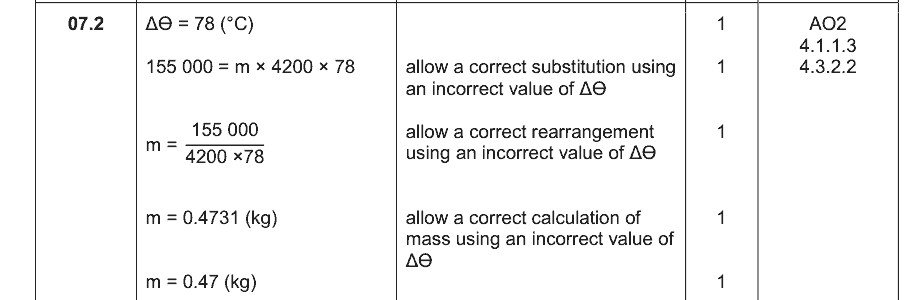 07.2 ΔΘ = 78 (°C) 1 AO2
4.1.1.3
155 000 = m × 4200 × 78 allow a correct substitution using 1 4.3.2.2
an incorrect value of ΔΘ
m = 155 000 / 4200 ×78 allow a correct rearrangement 1
using an incorrect value of ΔΘ
m = 0.4731 (kg) allow a correct calculation of 1
mass using an incorrect value of
ΔΘ
m = 0.47 (kg) 1